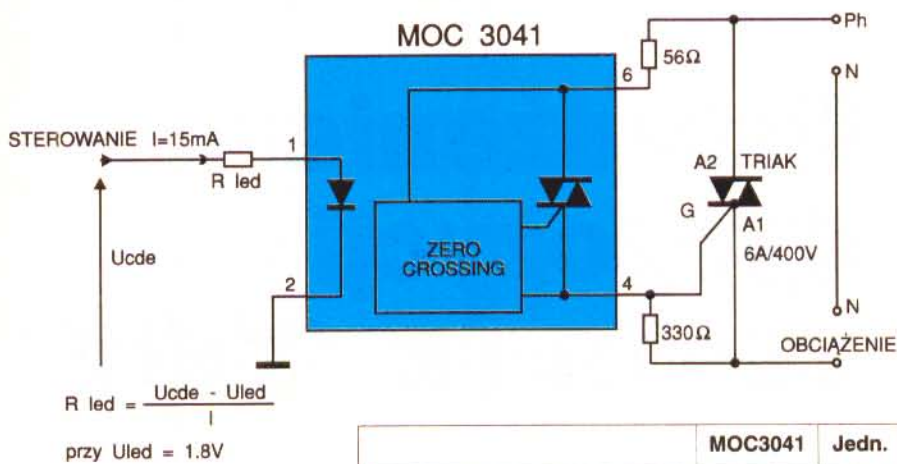 MOC 3041
6
56Ω
Ph
N
STEROWANIE I=15mA
1
R led
A2 TRIAK
G
A1
6A/400V
Ucde
ZERO
CROSSING
2
4
330Ω
N
OBCIĄŻENIE
R led = Ucde - Uled
I
przy Uled = 1.8V
MOC3041 Jedn.